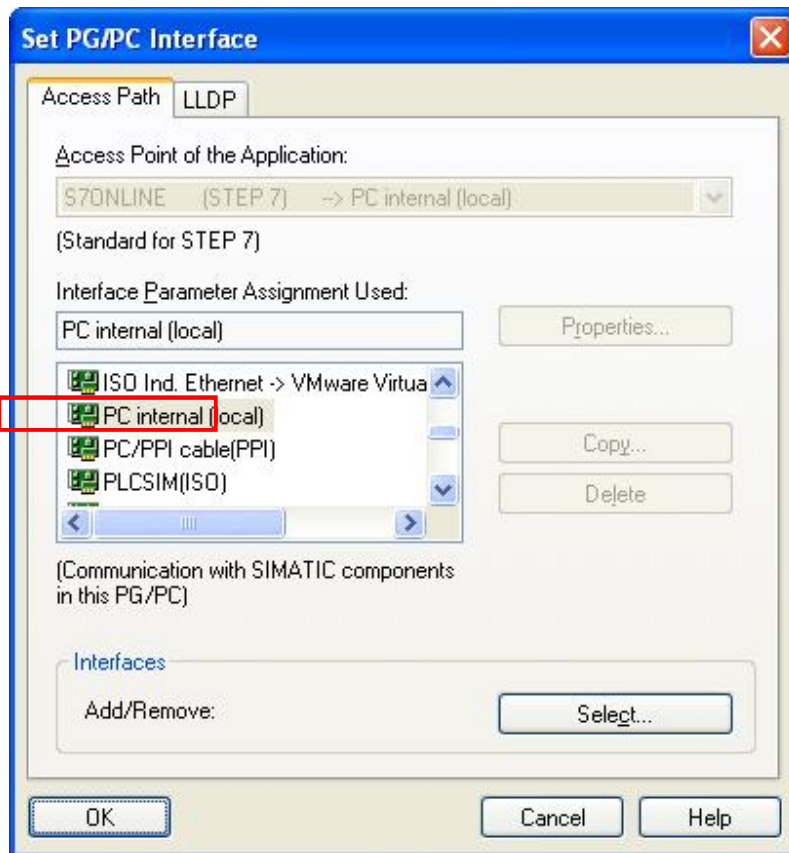 Set PG/PC Interface
Access Path LLDP
Access Point of the Application:
S7ONLINE (STEP 7) --> PC internal (local)
(Standard for STEP 7)
Interface Parameter Assignment Used:
PC internal (local)
Properties...
ISO Ind. Ethernet -> VMware Virtua
PC internal (local)
PC/PPI cable(PPI)
PLCSIM(ISO)
Copy...
Delete
(Communication with SIMATIC components
in this PG/PC)
Interfaces
Add/Remove:
Select...
OK Cancel Help